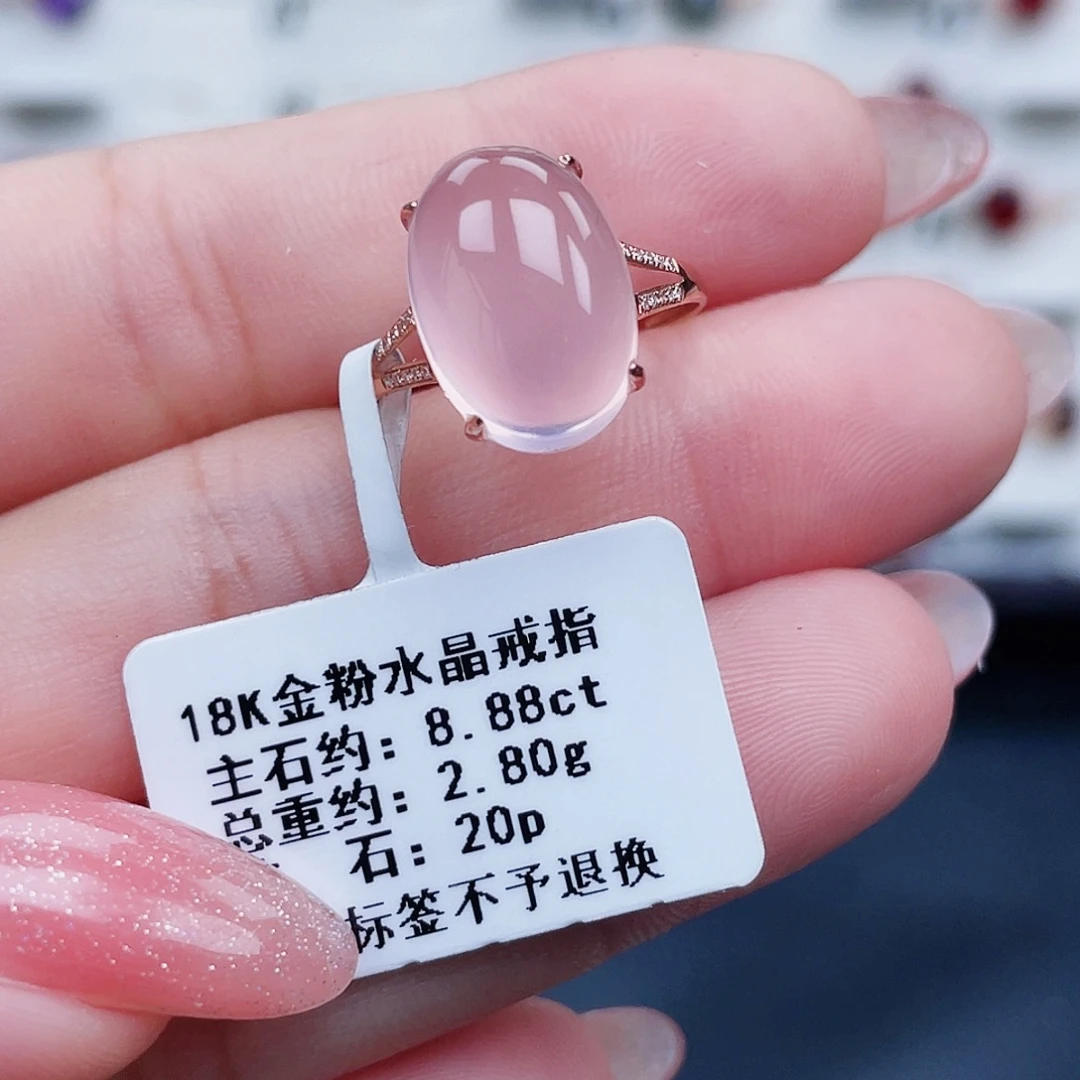 18K金粉水晶戒指
主石约: 8.88ct
总重约: 2.80g
石: 20p
标签不予退换